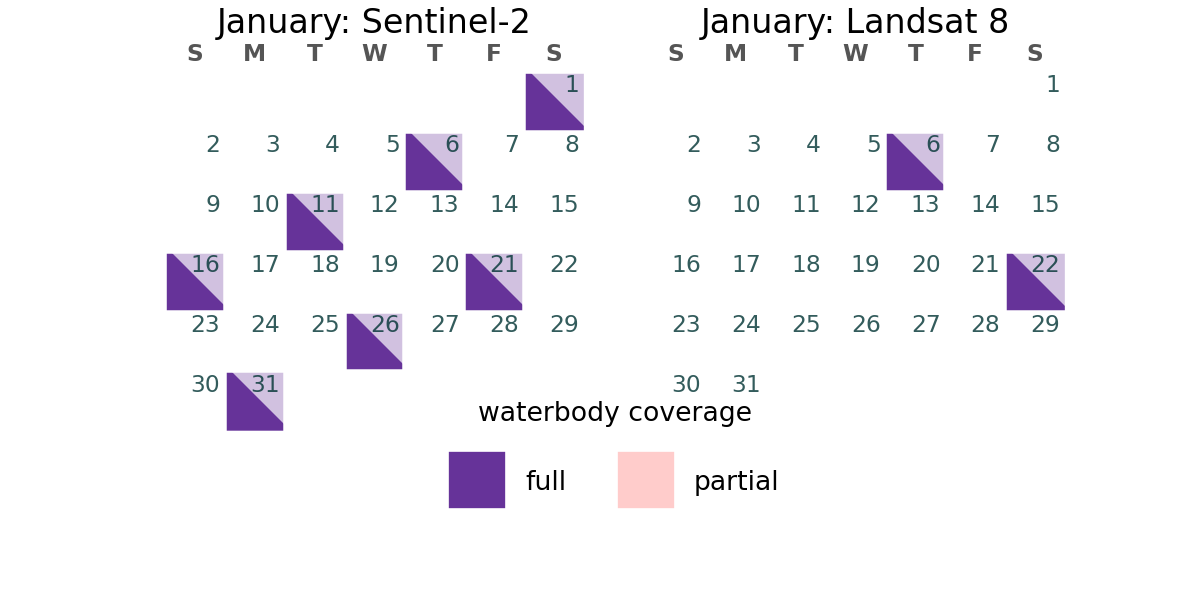 January: Sentinel-2
S M T W T F S
1
2 3 4 5 6 7 8
9 10 11 12 13 14 15
16 17 18 19 20 21 22
23 24 25 26 27 28 29
30 31
January: Landsat 8
S M T W T F S
1
2 3 4 5 6 7 8
9 10 11 12 13 14 15
16 17 18 19 20 21 22
23 24 25 26 27 28 29
30 31
waterbody coverage
full partial